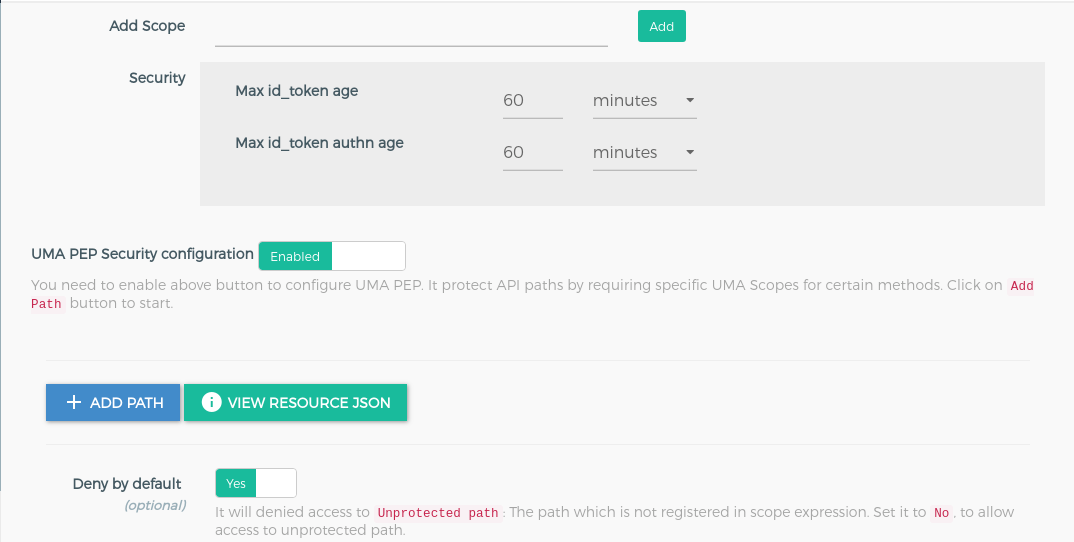 Add Scope
Add
Security
Max id_token age
60
minutes
Max id_token authn age
60
minutes
UMA PEP Security configuration
Enabled
You need to enable above button to configure UMA PEP. It protect API paths by requiring specific UMA Scopes for certain methods. Click on Add
Path button to start.
ADD PATH
VIEW RESOURCE JSON
Deny by default
Yes
(optional)
It will denied access to Unprotected path: The path which is not registered in scope expression. Set it to No, to allow
access to unprotected path.